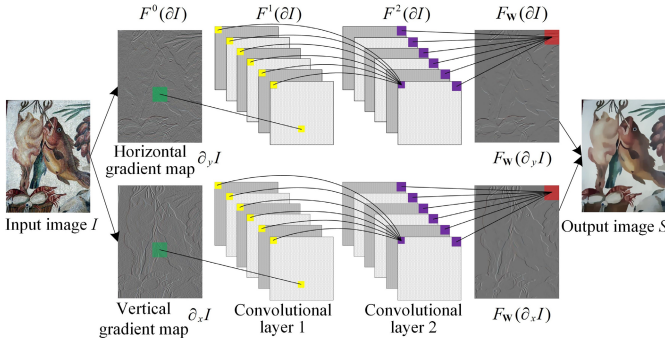 F⁰(∂I) F¹(∂I) F²(∂I) F_W(∂I)
Horizontal
gradient map ∂_yI
F_W(∂_yI)
Input image I
Output image S
Vertical
gradient map ∂_xI
Convolutional
layer 1
Convolutional
layer 2
F_W(∂_xI)